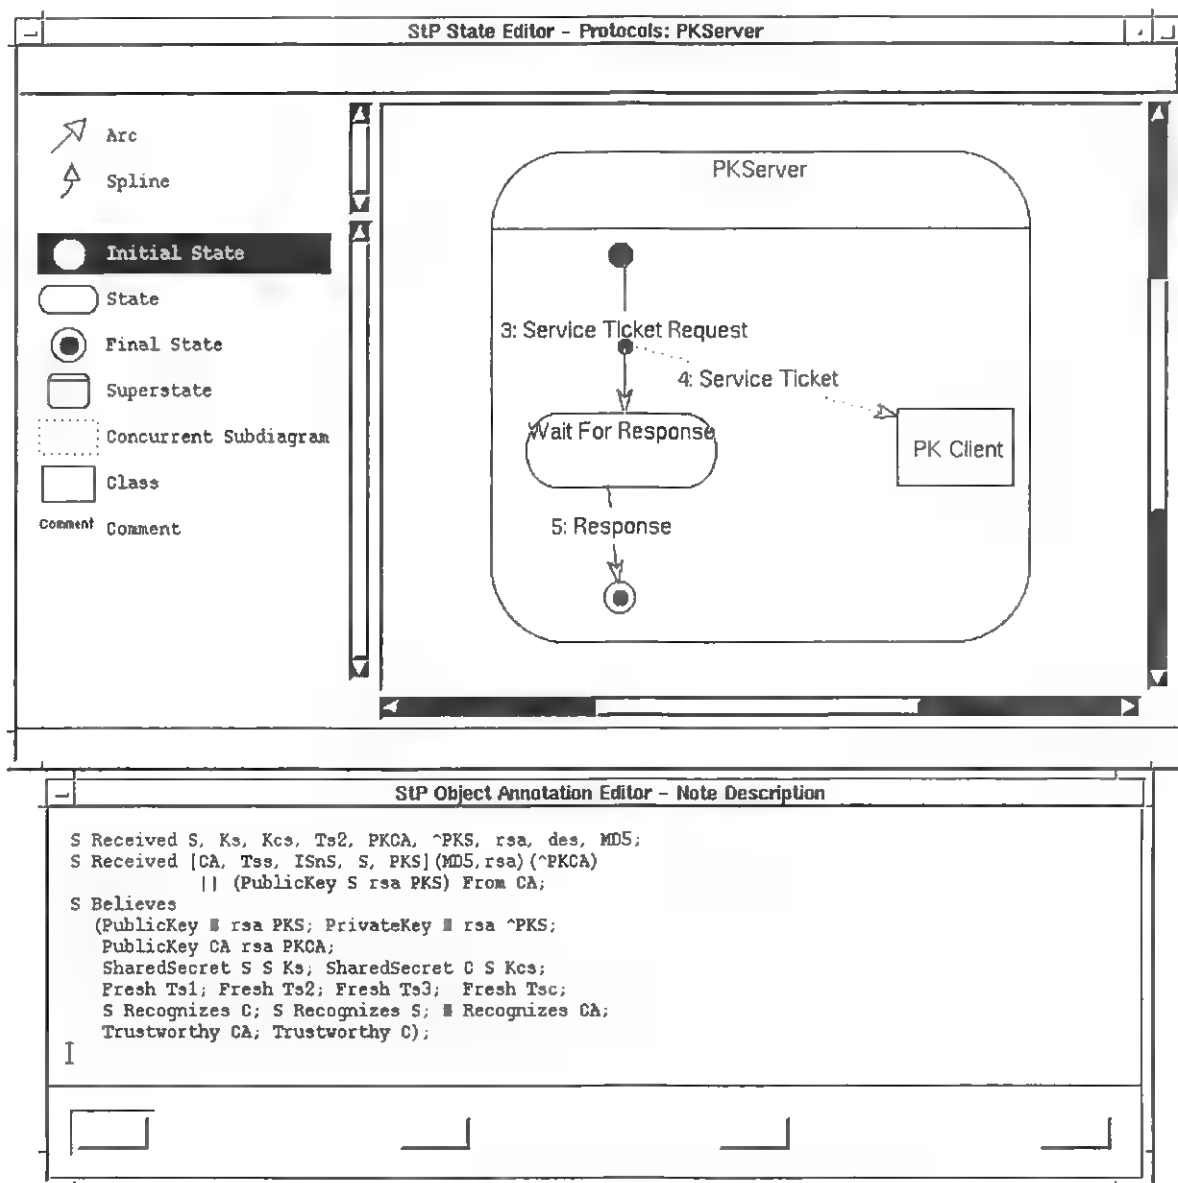 StP State Editor - Protocols: PKServer
Arc
Spline
Initial State
State
Final State
Superstate
Concurrent Subdiagram
Class
Comment Comment
PKServer
3: Service Ticket Request
4: Service Ticket
Wait For Response
PK Client
5: Response
StP Object Annotation Editor - Note Description
S Received S, Ks, Kcs, Ts2, PKCA, ^PKS, rsa, des, MD5;
S Received [CA, Tss, ISnS, S, PKS](MD5,rsa)(^PKCA)
|| (PublicKey S rsa PKS) From CA;
S Believes
(PublicKey rsa PKS; PrivateKey rsa ^PKS;
PublicKey CA rsa PKCA;
SharedSecret S S Ks; SharedSecret C S Kcs;
Fresh Ts1; Fresh Ts2; Fresh Ts3; Fresh Tsc;
S Recognizes C; S Recognizes S; Recognizes CA;
Trustworthy CA; Trustworthy C);